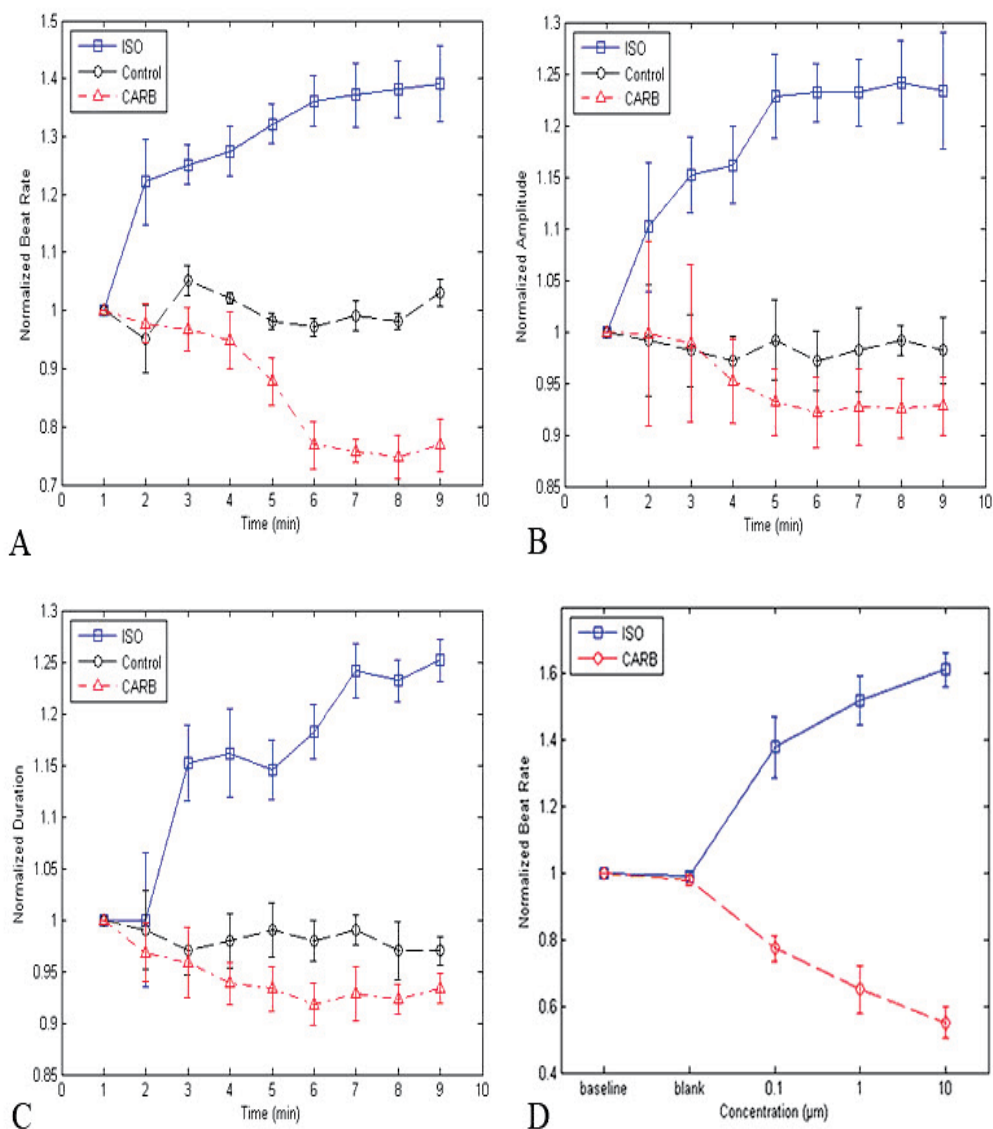 ISO
Control
CARB
1.5
1.4
1.3
1.2
1.1
1
0.9
0.8
0.7
Normalized Beat Rate
0 1 2 3 4 5 6 7 8 9 10
Time (min)
A
ISO
Control
CARB
1.3
1.25
1.2
1.15
1.1
1.05
1
0.95
0.9
0.85
Normalized Amplitude
0 1 2 3 4 5 6 7 8 9 10
Time (min)
B
ISO
Control
CARB
1.3
1.25
1.2
1.15
1.1
1.05
1
0.95
0.9
0.85
Normalized Duration
0 1 2 3 4 5 6 7 8 9 10
Time (min)
C
ISO
CARB
1.6
1.4
1.2
1
0.8
0.6
0.4
Normalized Beat Rate
baseline blank 0.1 1 10
Concentration (µm)
D